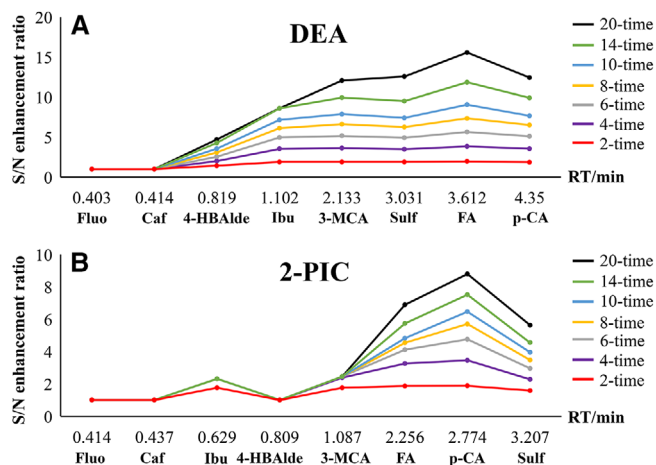 A
DEA
S/N enhancement ratio
20
15
10
5
0
20-time
14-time
10-time
8-time
6-time
4-time
2-time
RT/min
0.403 0.414 0.819 1.102 2.133 3.031 3.612 4.35
Fluo Caf 4-HBAlde Ibu 3-MCA Sulf FA p-CA
B
2-PIC
S/N enhancement ratio
10
8
6
4
2
0
20-time
14-time
10-time
8-time
6-time
4-time
2-time
RT/min
0.414 0.437 0.629 0.809 1.087 2.256 2.774 3.207
Fluo Caf Ibu 4-HBAlde 3-MCA FA p-CA Sulf